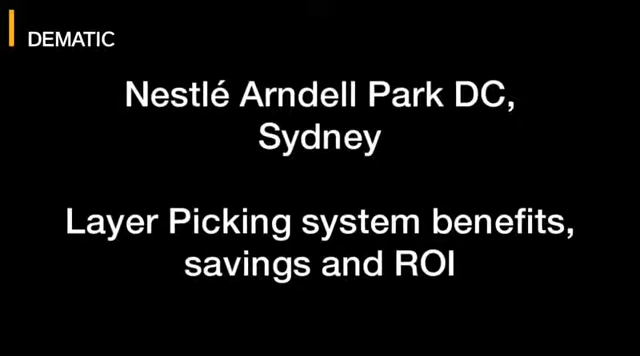 DEMATIC
Nestlé Arndell Park DC,
Sydney
Layer Picking system benefits,
savings and ROI